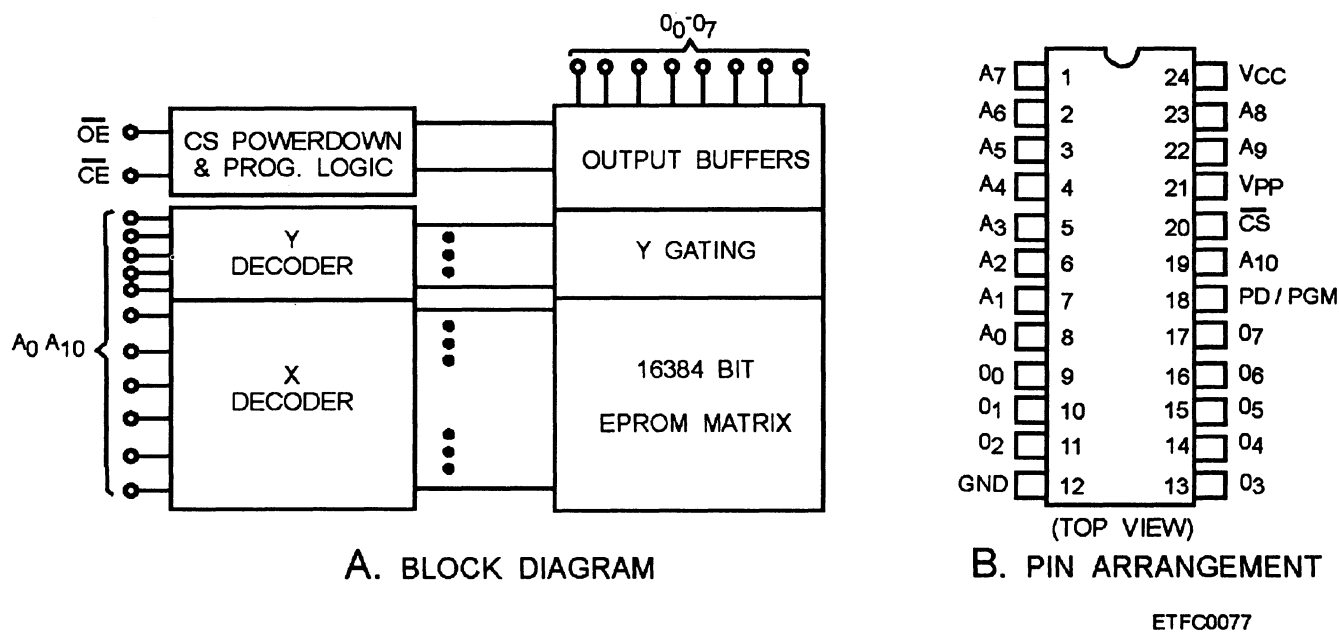 O0-O7
OE
CE
CS POWERDOWN
& PROG. LOGIC
OUTPUT BUFFERS
Y
DECODER
Y GATING
A0 A10
X
DECODER
16384 BIT
EPROM MATRIX
A. BLOCK DIAGRAM
A7 1 24 VCC
A6 2 23 A8
A5 3 22 A9
A4 4 21 VPP
A3 5 20 CS
A2 6 19 A10
A1 7 18 PD / PGM
A0 8 17 O7
O0 9 16 O6
O1 10 15 O5
O2 11 14 O4
GND 12 13 O3
(TOP VIEW)
B. PIN ARRANGEMENT
ETFC0077